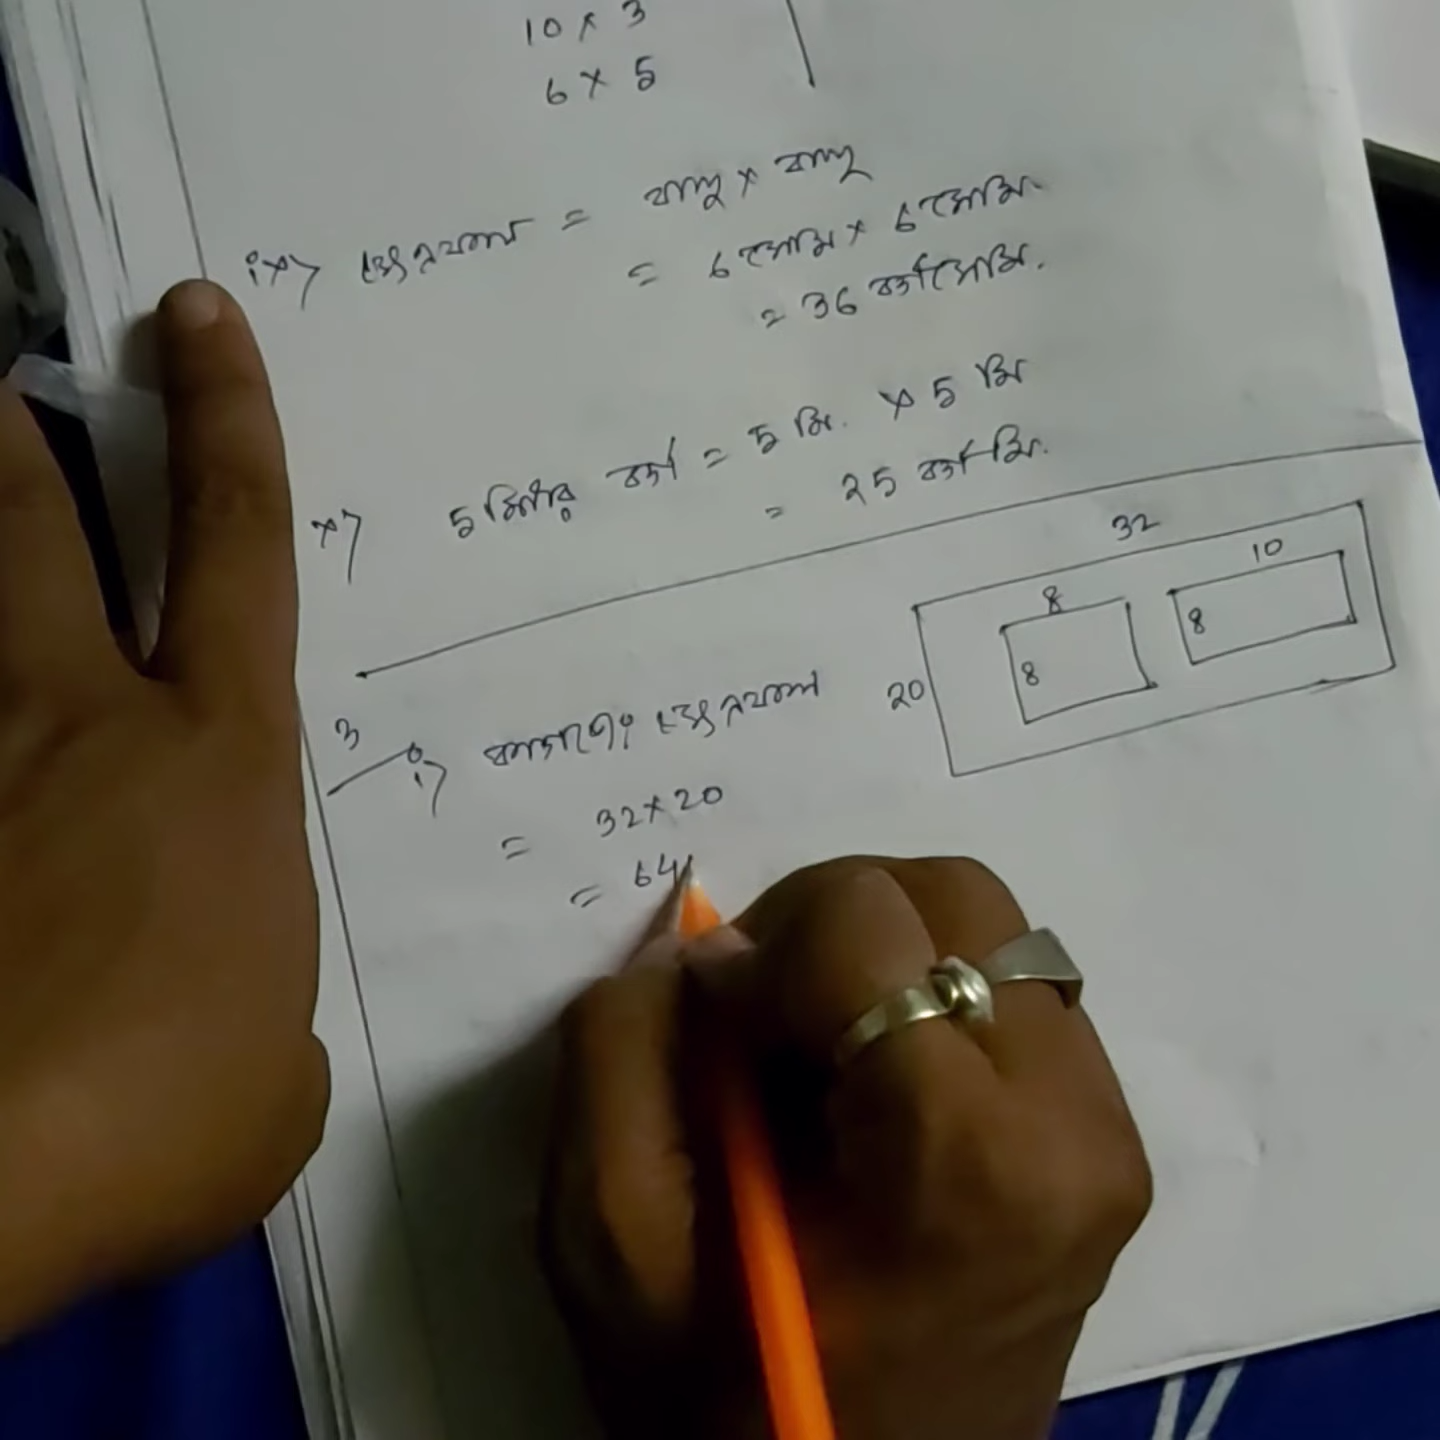 10 × 3
6 × 5
ix) ক্ষেত্রফল = বাহু × বাহু
= 6 সেমি × 6 সেমি.
= 36 বর্গসেমি.
x) 5 মিটার বর্গ = 5 মি. × 5 মি
= 25 বর্গমি.
32
10
8
8
8
20
3
i) ক্ষেত্রফল
= 32×20
= 64